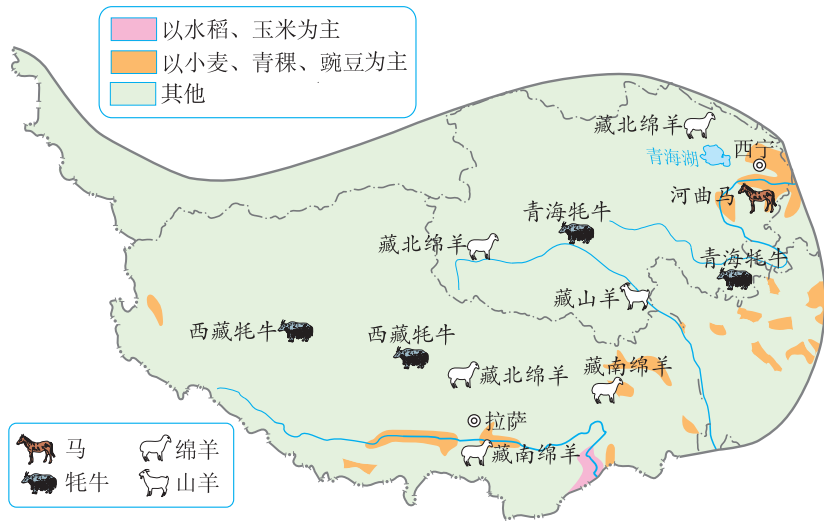 以水稻、玉米为主
以小麦、青稞、豌豆为主
其他
藏北绵羊
青海湖
西宁
河曲马
青海牦牛
藏北绵羊
青海牦牛
藏山羊
西藏牦牛
西藏牦牛
藏南绵羊
藏北绵羊
拉萨
藏南绵羊
马
绵羊
牦牛
山羊